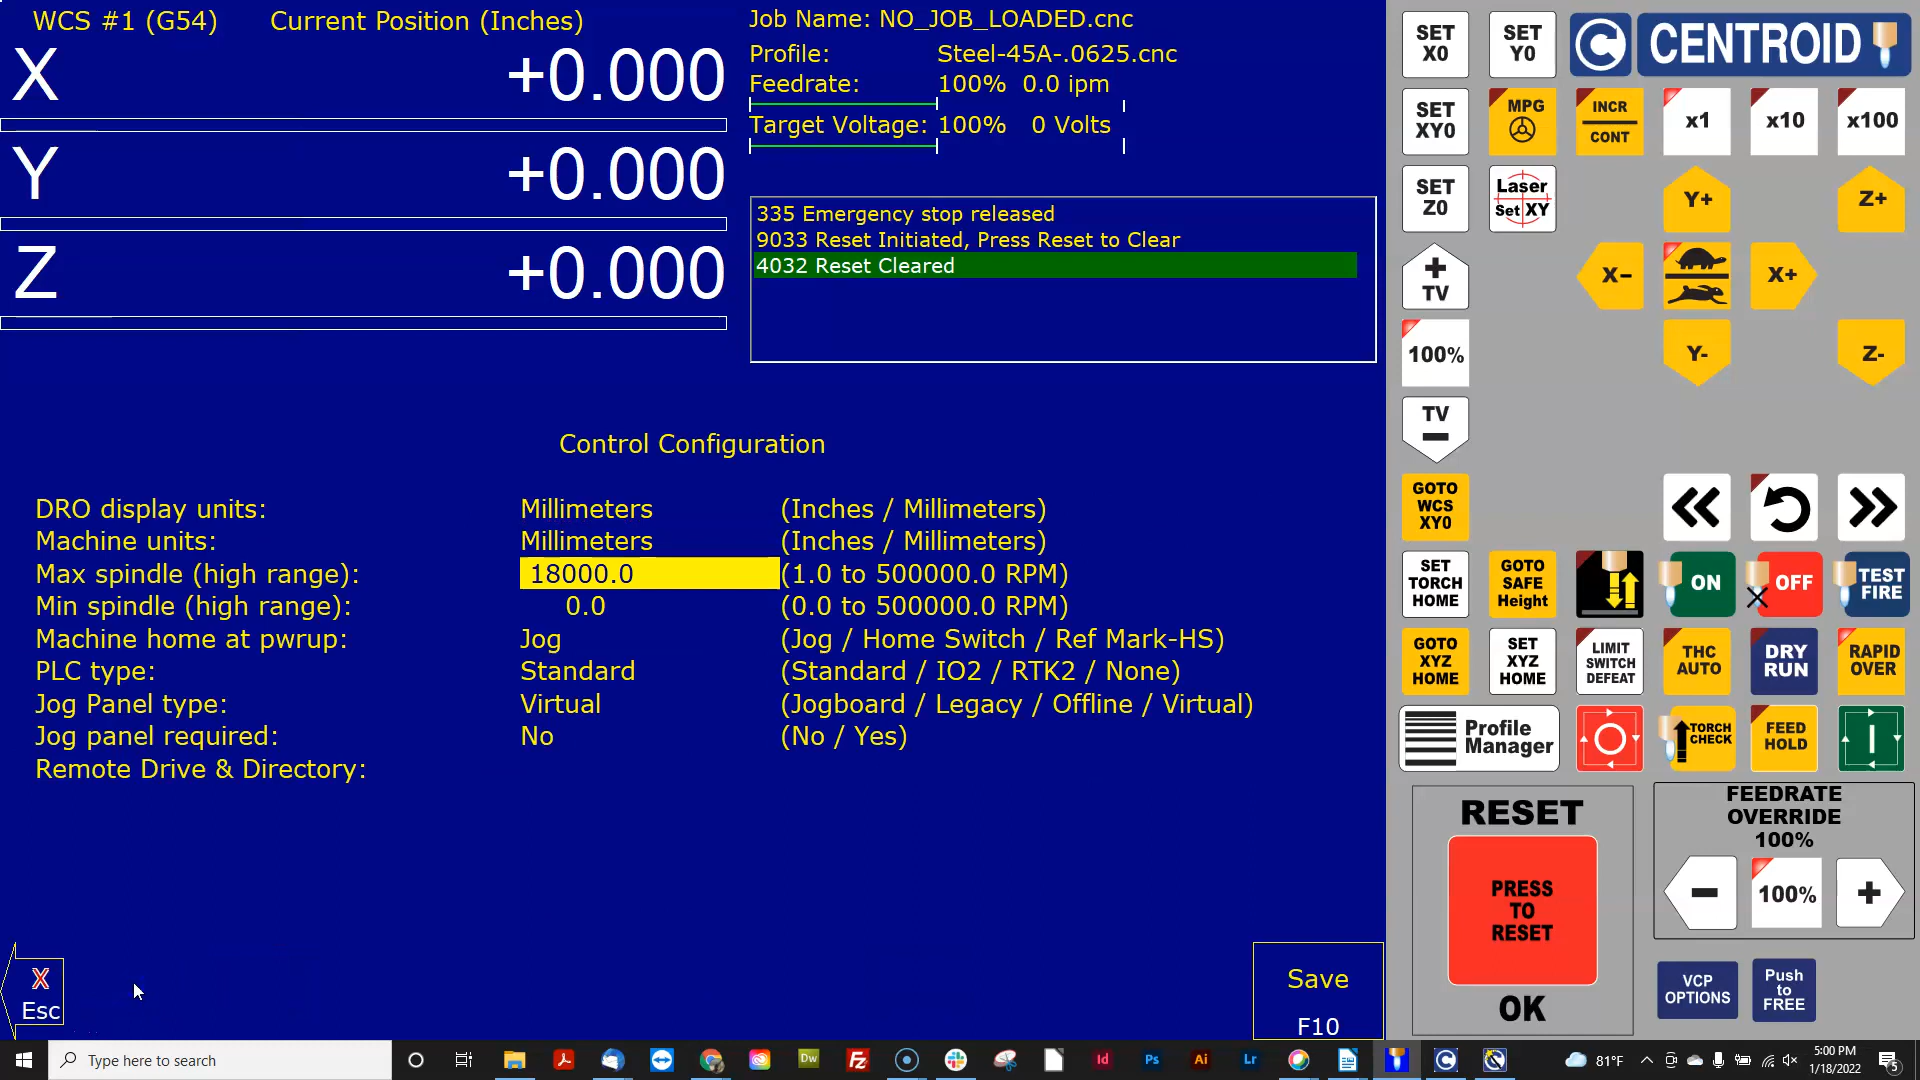 WCS #1 (G54) Current Position (Inches)
X +0.000
Y +0.000
Z +0.000
Job Name: NO_JOB_LOADED.cnc
Profile: Steel-45A-.0625.cnc
Feedrate: 100% 0.0 ipm
Target Voltage: 100% 0 Volts
335 Emergency stop released
9033 Reset Initiated, Press Reset to Clear
4032 Reset Cleared
Control Configuration
DRO display units: Millimeters (Inches / Millimeters)
Machine units: Millimeters (Inches / Millimeters)
Max spindle (high range): 18000.0 (1.0 to 500000.0 RPM)
Min spindle (high range): 0.0 (0.0 to 500000.0 RPM)
Machine home at pwrup: Jog (Jog / Home Switch / Ref Mark-HS)
PLC type: Standard (Standard / IO2 / RTK2 / None)
Jog Panel type: Virtual (Jogboard / Legacy / Offline / Virtual)
Jog panel required: No (No / Yes)
Remote Drive & Directory:
X
Esc
Save
F10
SET
X0
SET
Y0
C CENTROID
SET
XY0
MPG
INCR
CONT
x1
x10
x100
SET
Z0
Laser
Set XY
Y+
Z+
+
TV
X-
X+
100%
Y-
Z-
TV
-
GOTO
WCS
XY0
SET
TORCH
HOME
GOTO
SAFE
Height
ON
OFF
TEST
FIRE
GOTO
XYZ
HOME
SET
XYZ
HOME
LIMIT
SWITCH
DEFEAT
THC
AUTO
DRY
RUN
RAPID
OVER
Profile
Manager
TORCH
CHECK
FEED
HOLD
RESET
PRESS
TO
RESET
OK
FEEDRATE
OVERRIDE
100%
-
100%
+
VCP
OPTIONS
Push
to
FREE
Type here to search
Dw
Fz
Id
Ps
Ai
Lr
81°F
5:00 PM
1/18/2022
5